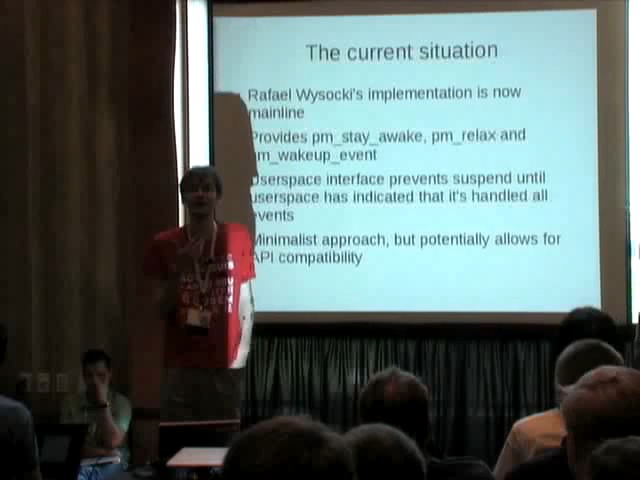 The current situation
Rafael Wysocki's implementation is now
mainline
Provides pm_stay_awake, pm_relax and
pm_wakeup_event
Userspace interface prevents suspend until
userspace has indicated that it's handled all
events
Minimalist approach, but potentially allows for
API compatibility